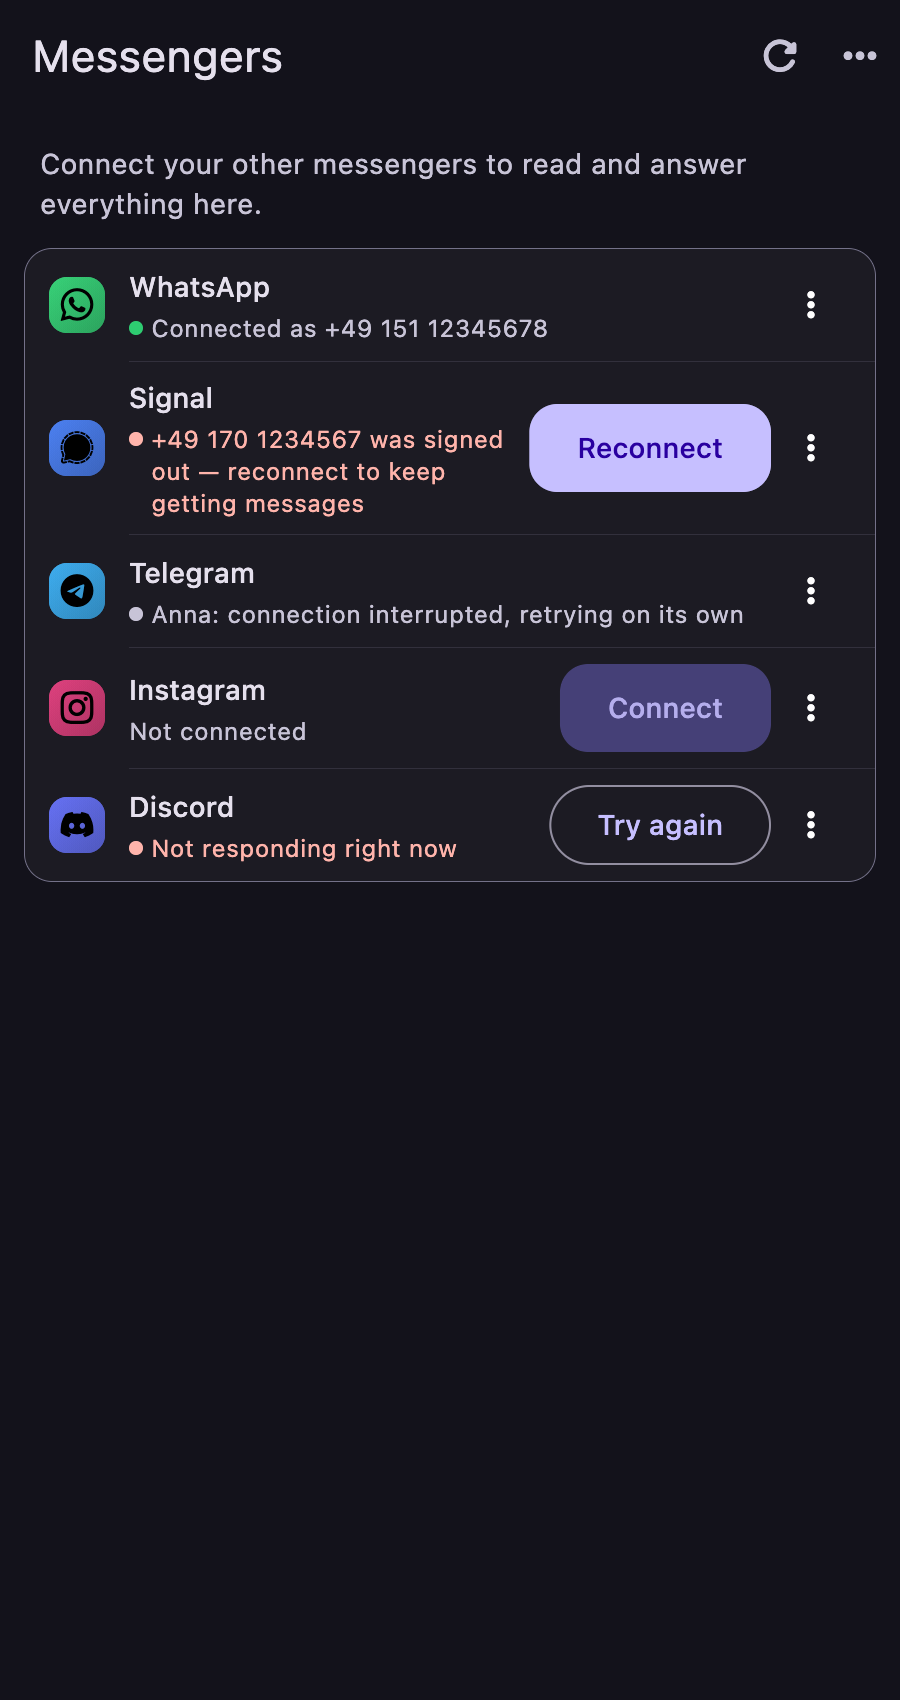 Messengers
Connect your other messengers to read and answer
everything here.
WhatsApp
Connected as +49 151 12345678
Signal
+49 170 1234567 was signed
out — reconnect to keep
getting messages
Reconnect
Telegram
Anna: connection interrupted, retrying on its own
Instagram
Not connected
Connect
Discord
Not responding right now
Try again